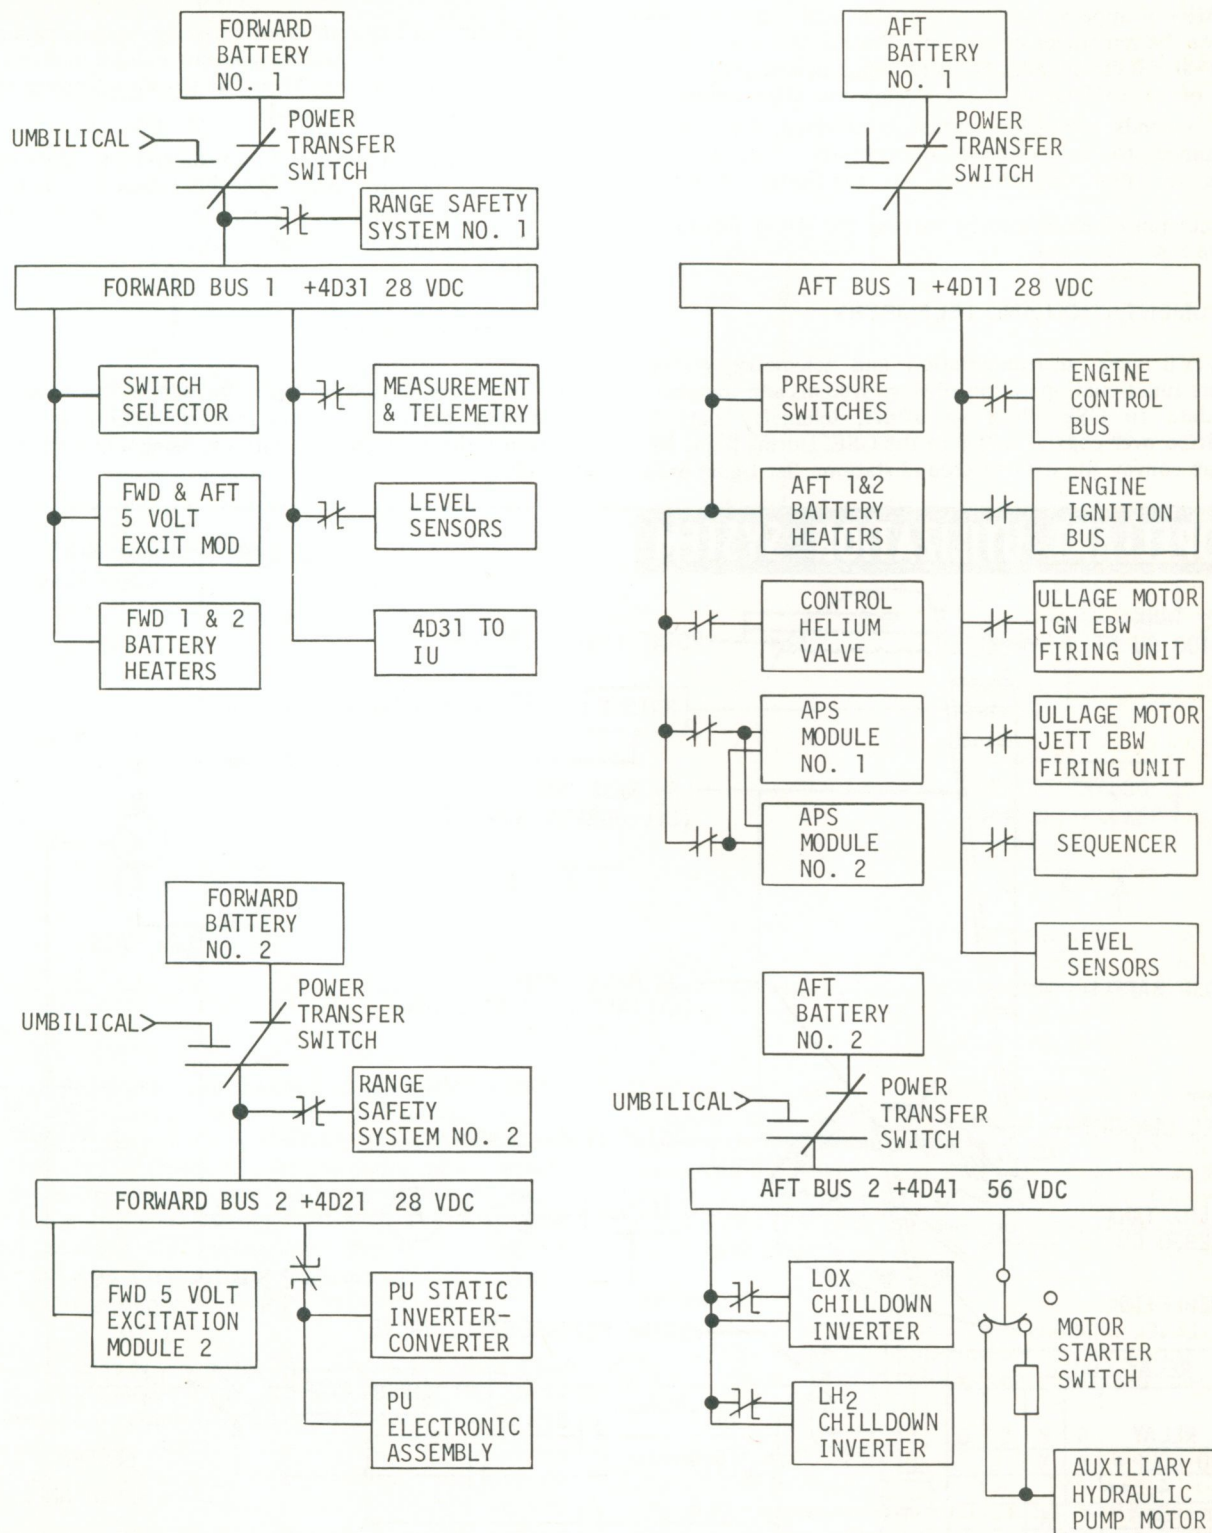 FORWARD
BATTERY
NO. 1
UMBILICAL
POWER
TRANSFER
SWITCH
RANGE SAFETY
SYSTEM NO. 1
FORWARD BUS 1 +4D31 28 VDC
SWITCH
SELECTOR
MEASUREMENT
& TELEMETRY
FWD & AFT
5 VOLT
EXCIT MOD
LEVEL
SENSORS
FWD 1 & 2
BATTERY
HEATERS
4D31 TO
IU
AFT
BATTERY
NO. 1
POWER
TRANSFER
SWITCH
AFT BUS 1 +4D11 28 VDC
PRESSURE
SWITCHES
ENGINE
CONTROL
BUS
AFT 1&2
BATTERY
HEATERS
ENGINE
IGNITION
BUS
CONTROL
HELIUM
VALVE
ULLAGE MOTOR
IGN EBW
FIRING UNIT
APS
MODULE
NO. 1
ULLAGE MOTOR
JETT EBW
FIRING UNIT
APS
MODULE
NO. 2
SEQUENCER
LEVEL
SENSORS
FORWARD
BATTERY
NO. 2
UMBILICAL
POWER
TRANSFER
SWITCH
RANGE
SAFETY
SYSTEM NO. 2
FORWARD BUS 2 +4D21 28 VDC
FWD 5 VOLT
EXCITATION
MODULE 2
PU STATIC
INVERTER-
CONVERTER
PU
ELECTRONIC
ASSEMBLY
AFT
BATTERY
NO. 2
UMBILICAL
POWER
TRANSFER
SWITCH
AFT BUS 2 +4D41 56 VDC
LOX
CHILLDOWN
INVERTER
MOTOR
STARTER
SWITCH
LH2
CHILLDOWN
INVERTER
AUXILIARY
HYDRAULIC
PUMP MOTOR